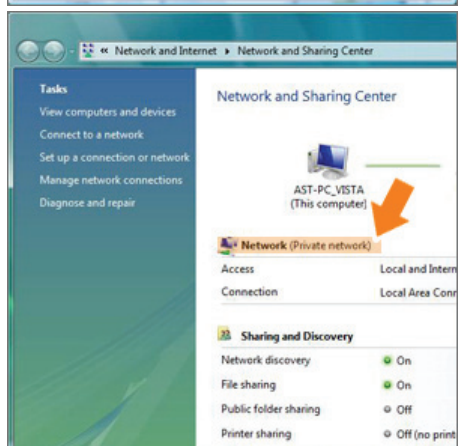 « Network and Internet ▸ Network and Sharing Center
Tasks
View computers and devices
Connect to a network
Set up a connection or network
Manage network connections
Diagnose and repair
Network and Sharing Center
AST-PC_VISTA
(This computer)
Network (Private network)
Access Local and Intern
Connection Local Area Conn
Sharing and Discovery
Network discovery On
File sharing On
Public folder sharing Off
Printer sharing Off (no print